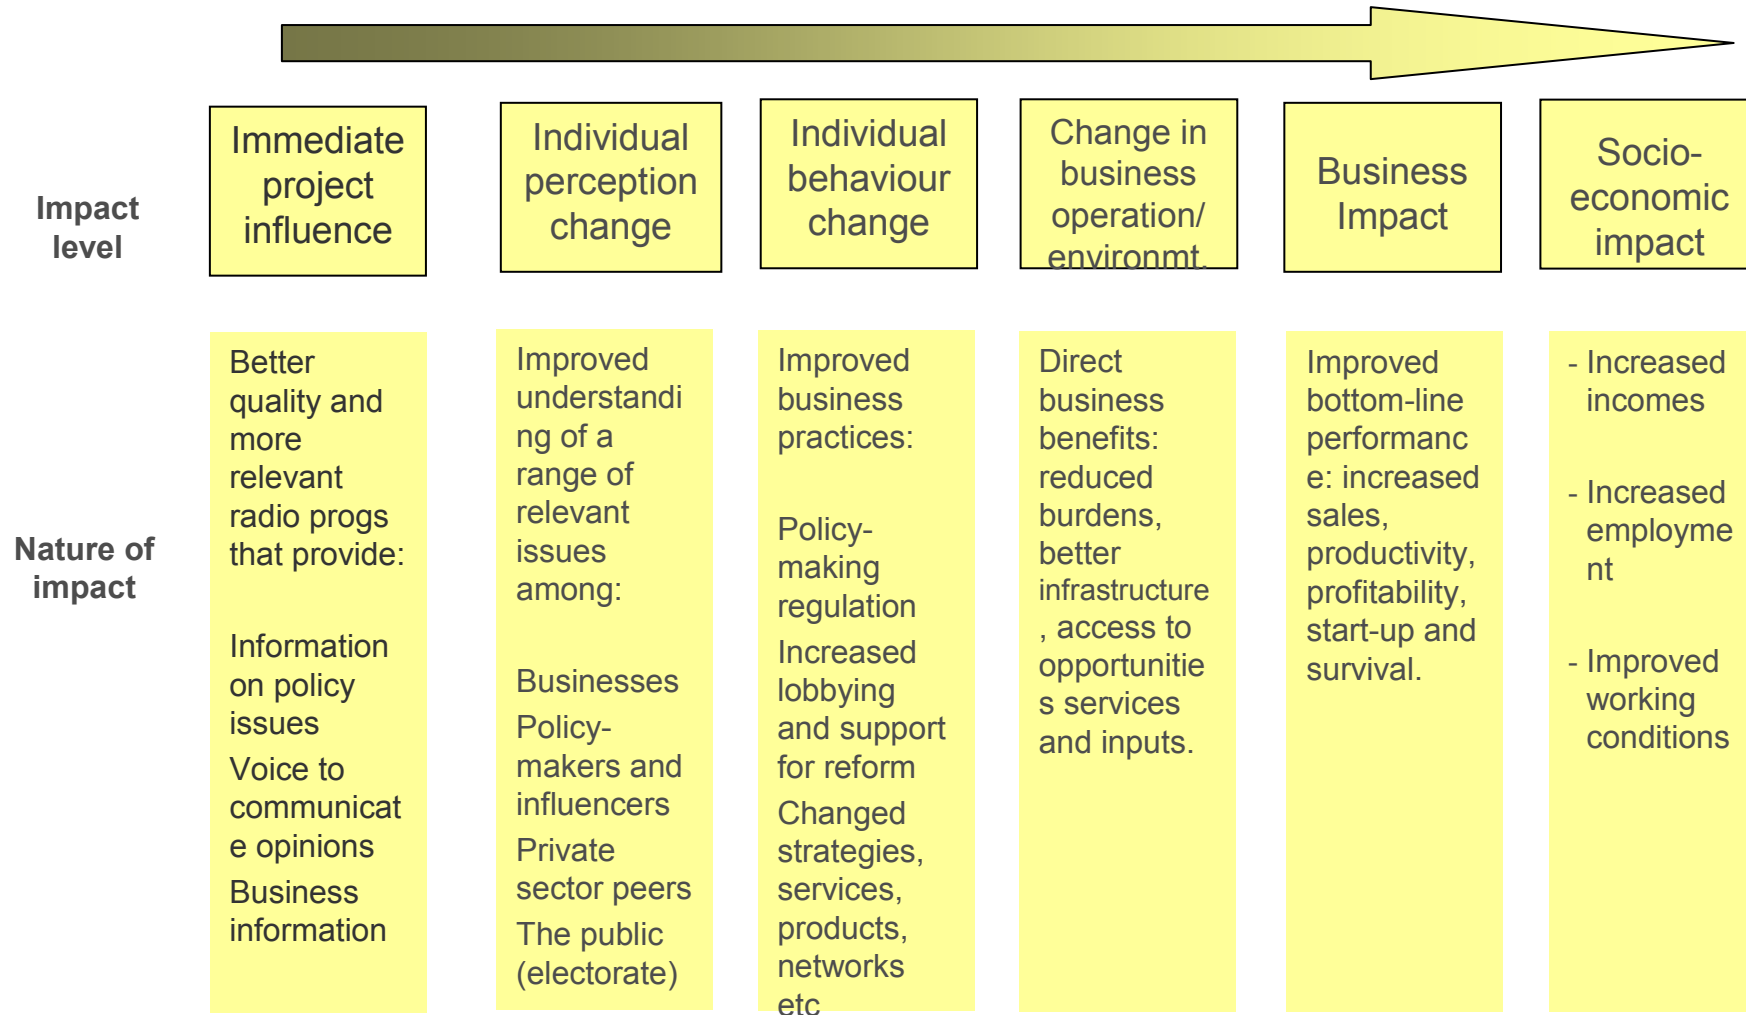 Impact
level
Immediate
project
influence
Individual
perception
change
Individual
behaviour
change
Change in
business
operation/
environmt.
Business
Impact
Socio-
economic
impact
Nature of
impact
Better
quality and
more
relevant
radio progs
that provide:
Information
on policy
issues
Voice to
communicat
e opinions
Business
information
Improved
understandi
ng of a
range of
relevant
issues
among:
Businesses
Policy-
makers and
influencers
Private
sector peers
The public
(electorate)
Improved
business
practices:
Policy-
making
regulation
Increased
lobbying
and support
for reform
Changed
strategies,
services,
products,
networks
etc
Direct
business
benefits:
reduced
burdens,
better
infrastructure
, access to
opportunitie
s services
and inputs.
Improved
bottom-line
performanc
e: increased
sales,
productivity,
profitability,
start-up and
survival.
- Increased
incomes
- Increased
employme
nt
- Improved
working
conditions